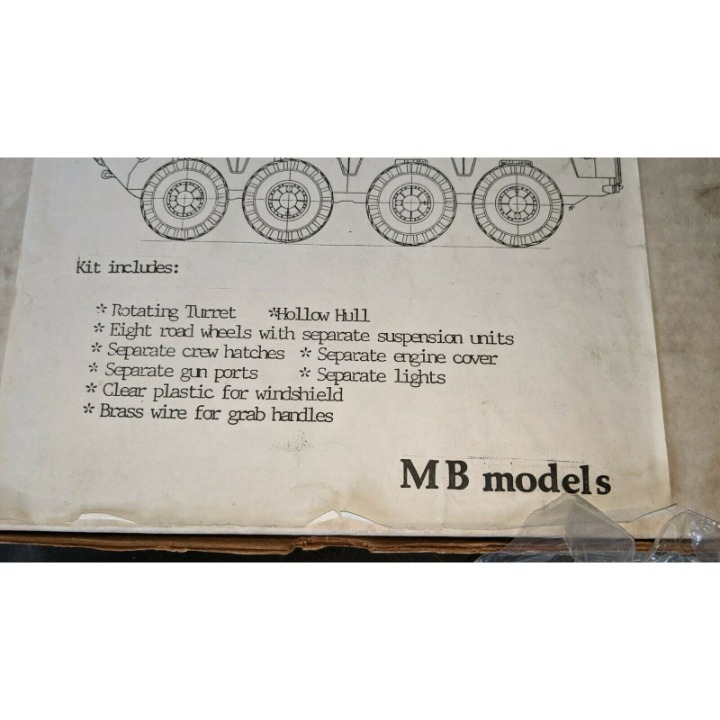 Kit includes:
* Rotating Turret *Hollow Hull
* Eight road wheels with separate suspension units
* Separate crew hatches * Separate engine cover
* Separate gun ports * Separate lights
* Clear plastic for windshield
* Brass wire for grab handles
MB models